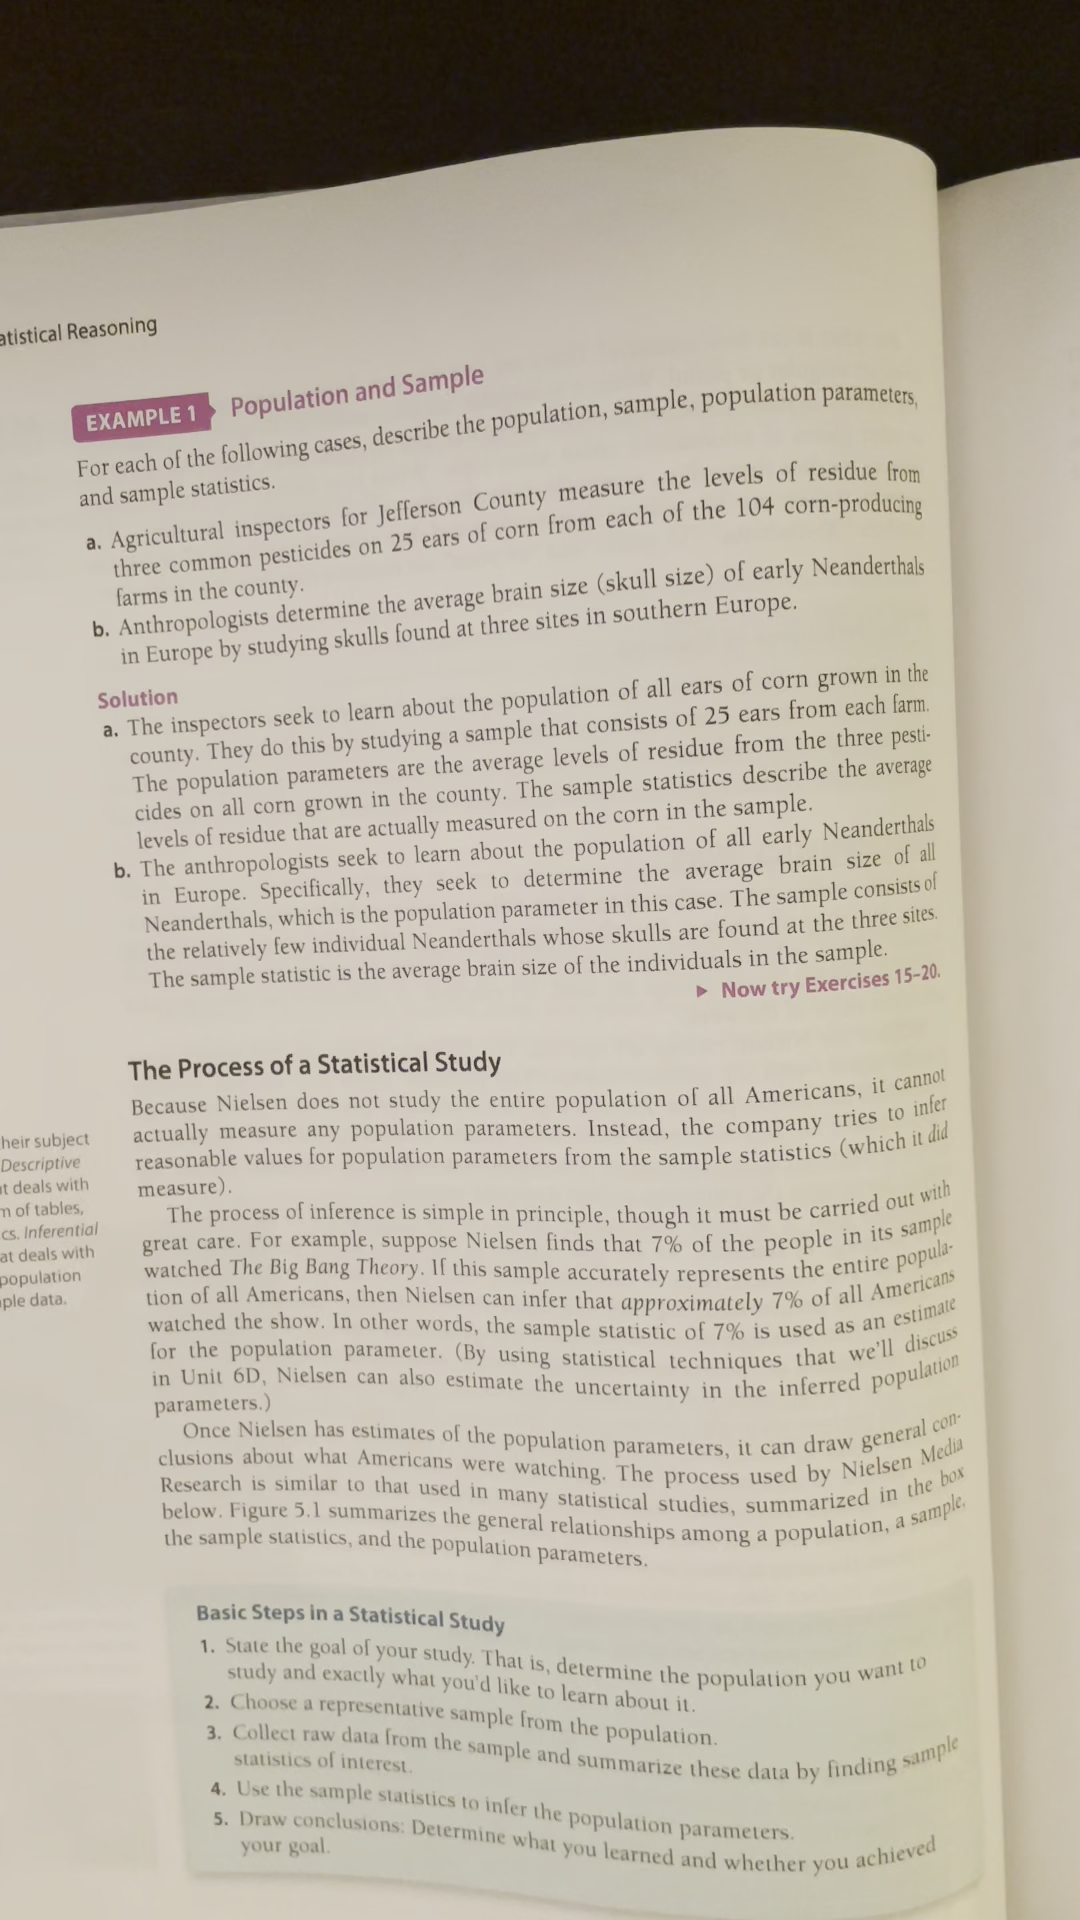 atistical Reasoning
EXAMPLE 1 Population and Sample
For each of the following cases, describe the population, sample, population parameters,
and sample statistics.
a. Agricultural inspectors for Jefferson County measure the levels of residue from
three common pesticides on 25 ears of corn from each of the 104 corn-producing
farms in the county.
b. Anthropologists determine the average brain size (skull size) of early Neanderthals
in Europe by studying skulls found at three sites in southern Europe.
Solution
a. The inspectors seek to learn about the population of all ears of corn grown in the
county. They do this by studying a sample that consists of 25 ears from each farm.
The population parameters are the average levels of residue from the three pesti-
cides on all corn grown in the county. The sample statistics describe the average
levels of residue that are actually measured on the corn in the sample.
b. The anthropologists seek to learn about the population of all early Neanderthals
in Europe. Specifically, they seek to determine the average brain size of all
Neanderthals, which is the population parameter in this case. The sample consists of
the relatively few individual Neanderthals whose skulls are found at the three sites.
The sample statistic is the average brain size of the individuals in the sample.
▶ Now try Exercises 15–20.
The Process of a Statistical Study
Because Nielsen does not study the entire population of all Americans, it cannot
actually measure any population parameters. Instead, the company tries to infer
reasonable values for population parameters from the sample statistics (which it did
measure).
The process of inference is simple in principle, though it must be carried out with
great care. For example, suppose Nielsen finds that 7% of the people in its sample
watched The Big Bang Theory. If this sample accurately represents the entire popula-
tion of all Americans, then Nielsen can infer that approximately 7% of all Americans
watched the show. In other words, the sample statistic of 7% is used as an estimate
for the population parameter. (By using statistical techniques that we'll discuss
in Unit 6D, Nielsen can also estimate the uncertainty in the inferred population
parameters.)
Once Nielsen has estimates of the population parameters, it can draw general con-
clusions about what Americans were watching. The process used by Nielsen Media
Research is similar to that used in many statistical studies, summarized in the box
below. Figure 5.1 summarizes the general relationships among a population, a sample,
the sample statistics, and the population parameters.
heir subject
Descriptive
at deals with
m of tables,
cs. Inferential
at deals with
population
ple data.
Basic Steps in a Statistical Study
1. State the goal of your study. That is, determine the population you want to
study and exactly what you'd like to learn about it.
2. Choose a representative sample from the population.
3. Collect raw data from the sample and summarize these data by finding sample
statistics of interest.
4. Use the sample statistics to infer the population parameters.
5. Draw conclusions: Determine what you learned and whether you achieved
your goal.